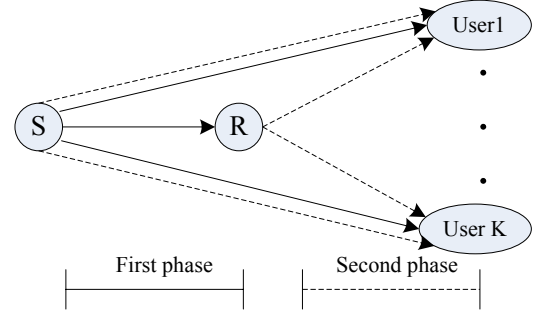 User1
S
R
User K
First phase
Second phase